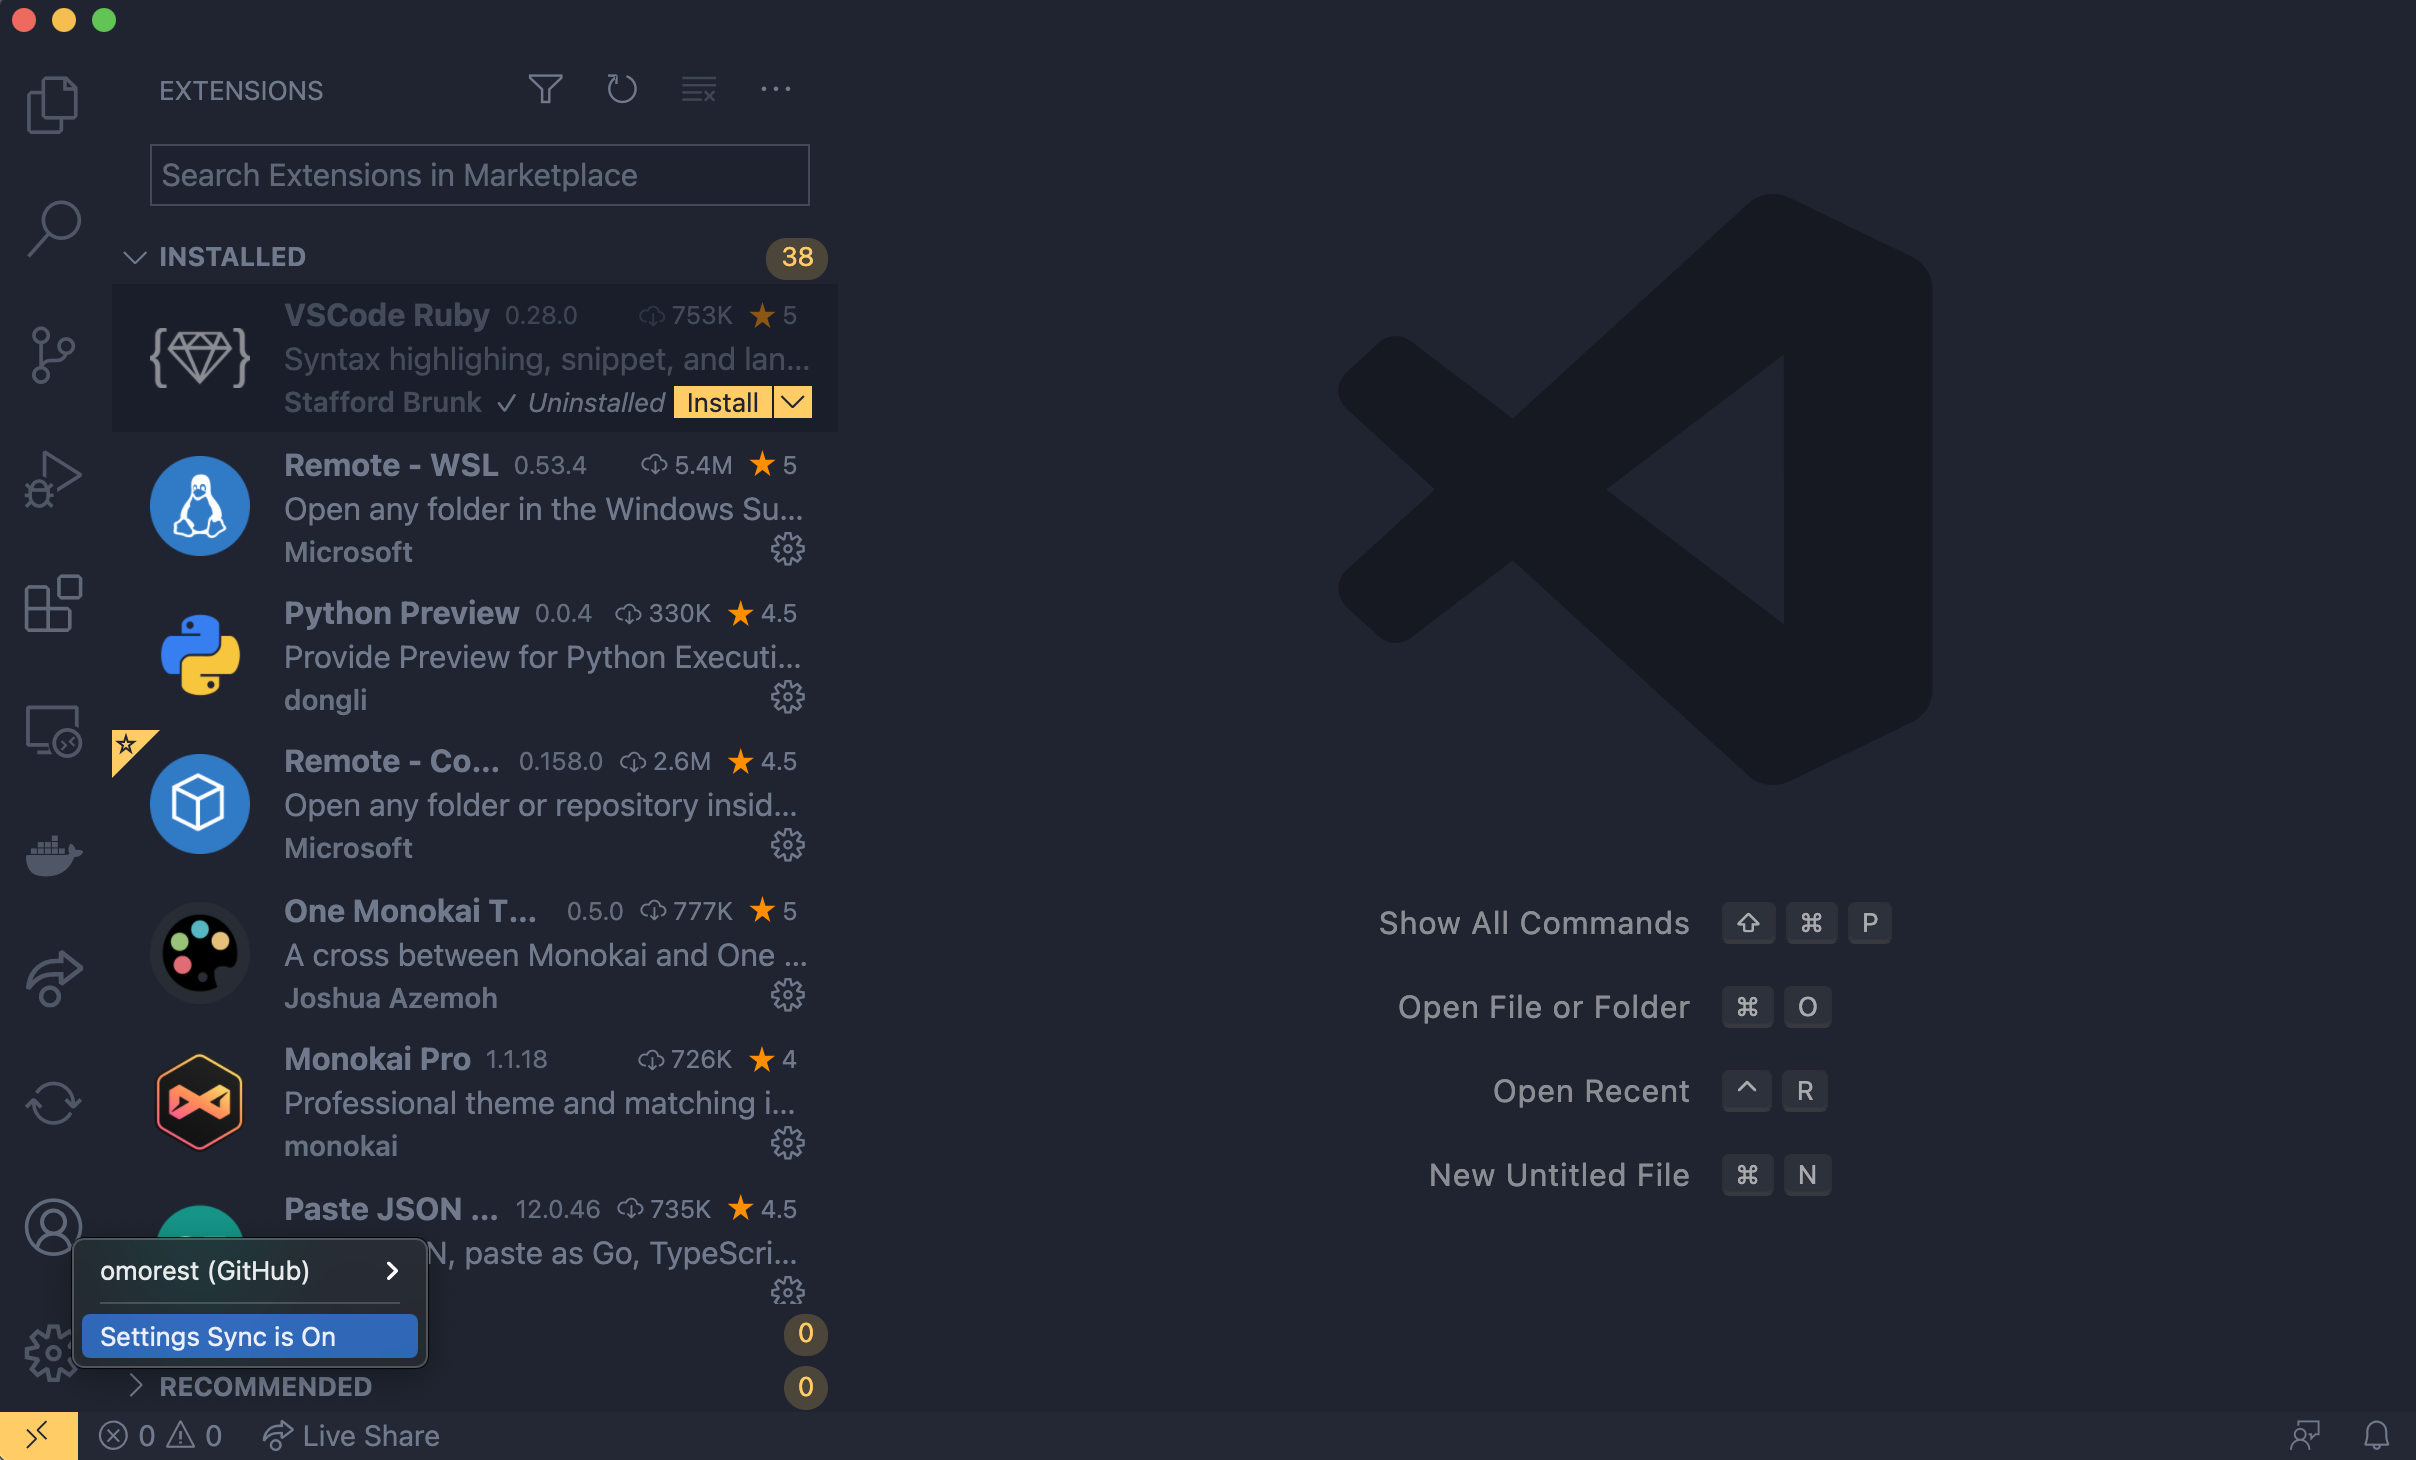 EXTENSIONS
Search Extensions in Marketplace
INSTALLED 38
VSCode Ruby 0.28.0 753K 5
Syntax highlighing, snippet, and lan...
Stafford Brunk ✓ Uninstalled Install
Remote - WSL 0.53.4 5.4M 5
Open any folder in the Windows Su...
Microsoft
Python Preview 0.0.4 330K 4.5
Provide Preview for Python Executi...
dongli
Remote - Co... 0.158.0 2.6M 4.5
Open any folder or repository insid...
Microsoft
One Monokai T... 0.5.0 777K 5
A cross between Monokai and One ...
Joshua Azemoh
Monokai Pro 1.1.18 726K 4
Professional theme and matching i...
monokai
Paste JSON ... 12.0.46 735K 4.5
N, paste as Go, TypeScri...
omorest (GitHub)
Settings Sync is On
0
RECOMMENDED 0
0 0 Live Share
Show All Commands ⇧ ⌘ P
Open File or Folder ⌘ O
Open Recent ^ R
New Untitled File ⌘ N